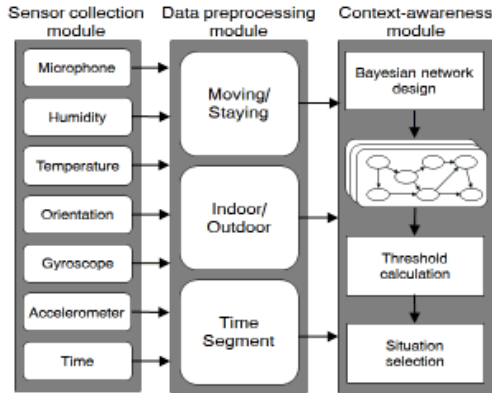 Sensor collection
module
Data preprocessing
module
Context-awareness
module
Microphone
Humidity
Temperature
Orientation
Gyroscope
Accelerometer
Time
Moving/
Staying
Indoor/
Outdoor
Time
Segment
Bayesian network
design
Threshold
calculation
Situation
selection